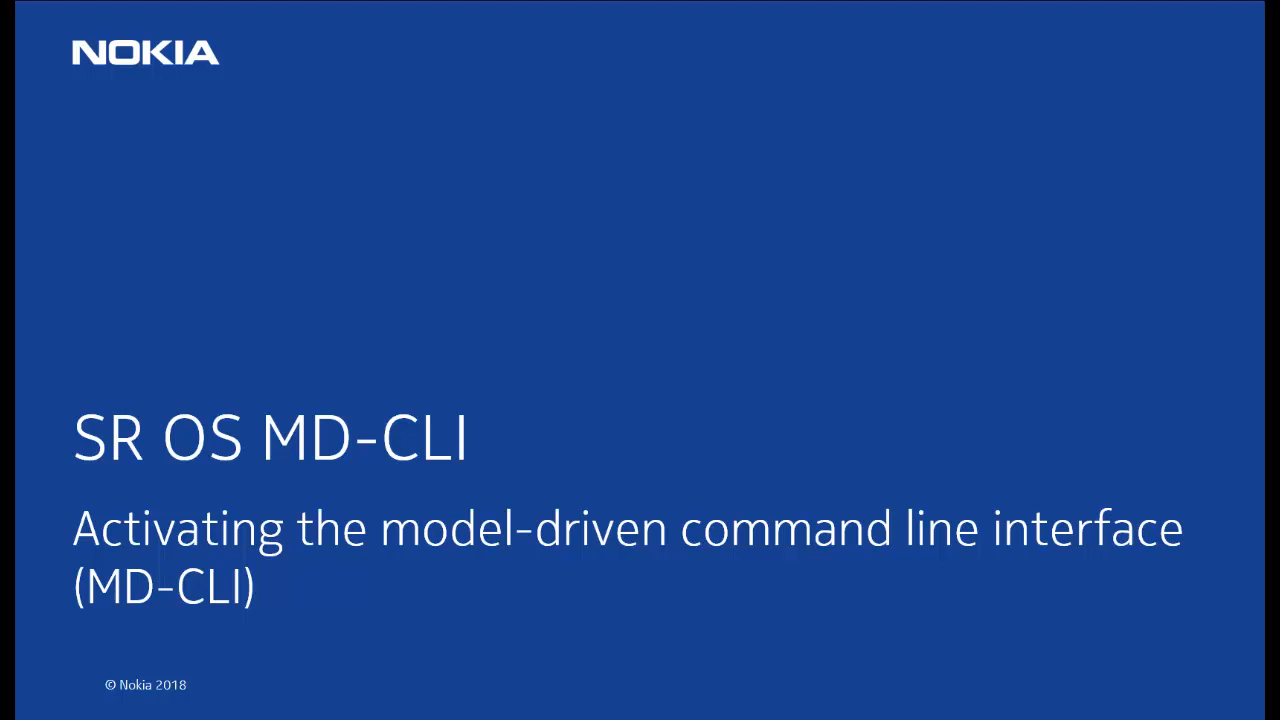 NOKIA
SR OS MD-CLI
Activating the model-driven command line interface
(MD-CLI)
© Nokia 2018